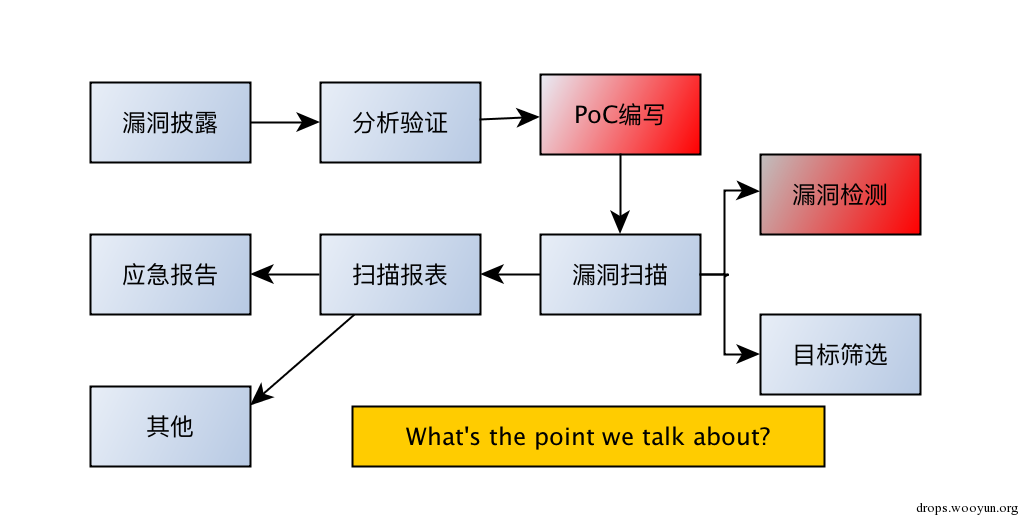 漏洞披露
分析验证
PoC编写
漏洞检测
应急报告
扫描报表
漏洞扫描
目标筛选
其他
What's the point we talk about?
drops.wooyun.org